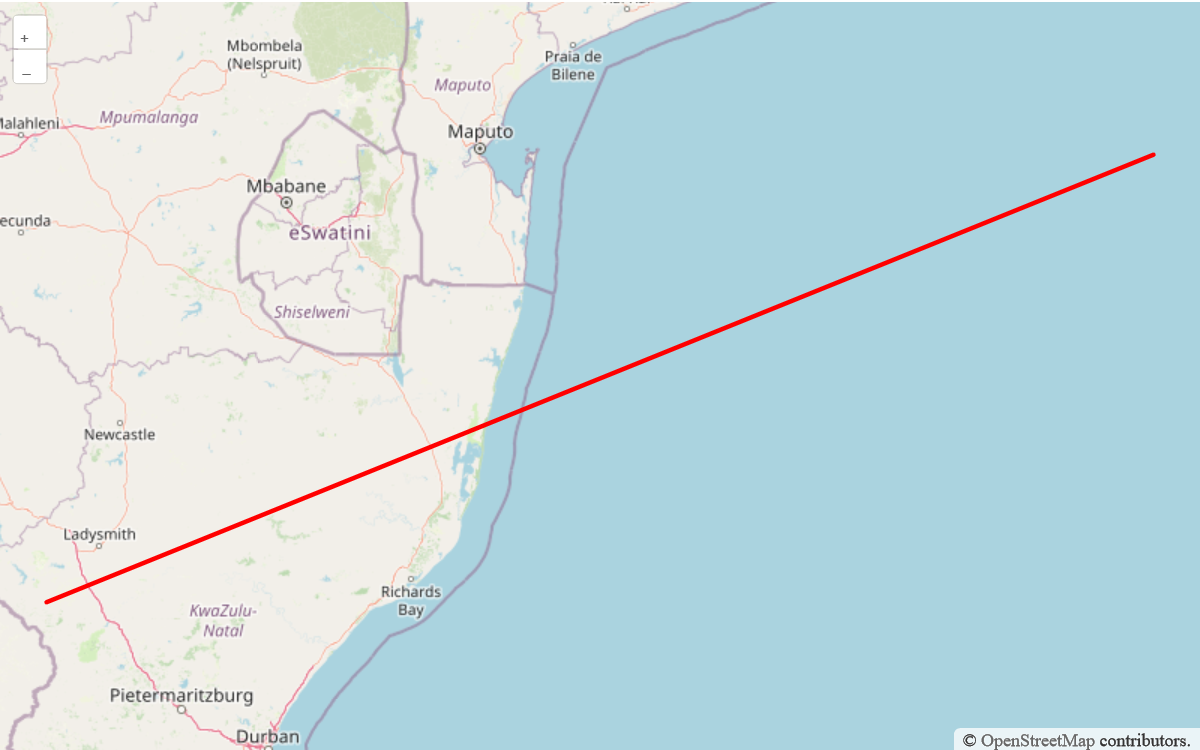 +
–
Mbombela
(Nelspruit)
Praia de
Bilene
Maputo
Mpumalanga
Malahleni
Maputo
Mbabane
ecunda
eSwatini
Shiselweni
Newcastle
Ladysmith
Richards
Bay
KwaZulu-
Natal
Pietermaritzburg
Durban
© OpenStreetMap contributors.